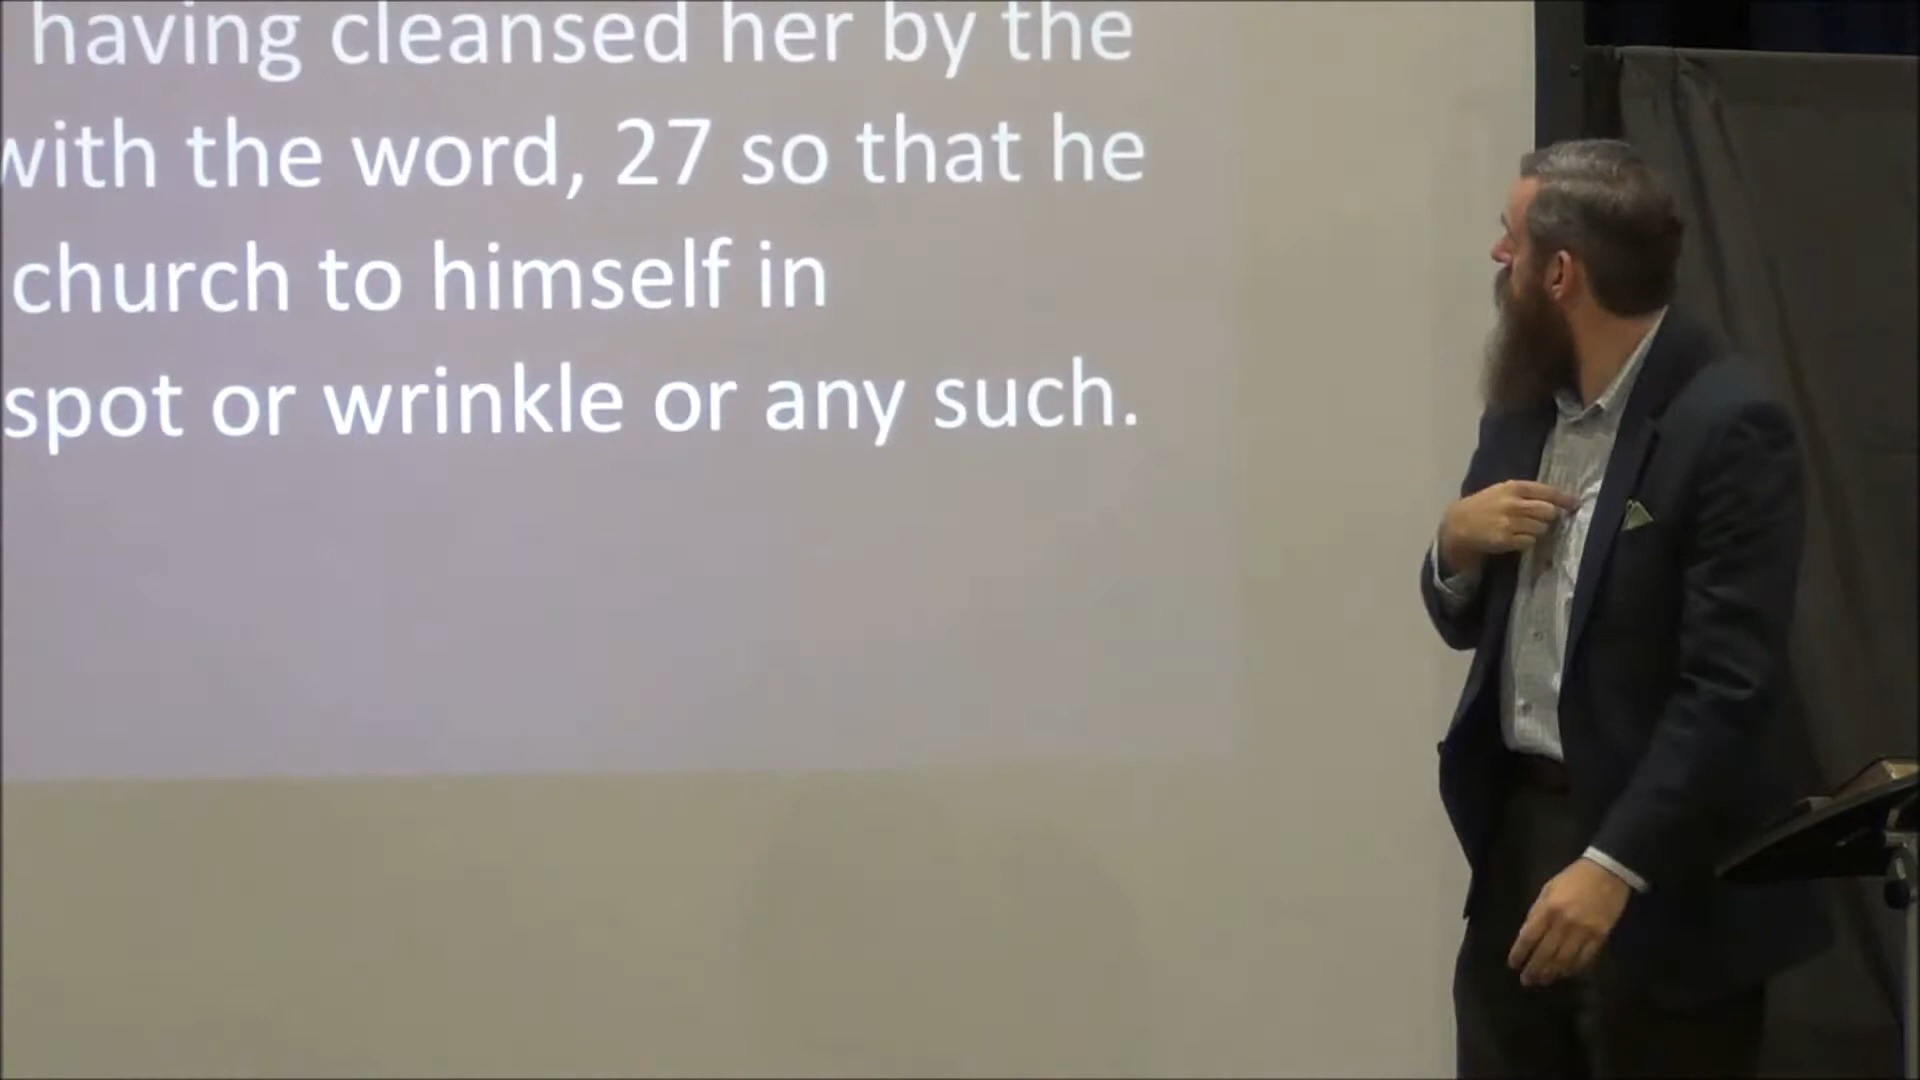 having cleansed her by the
with the word, 27 so that he
church to himself in
spot or wrinkle or any such.